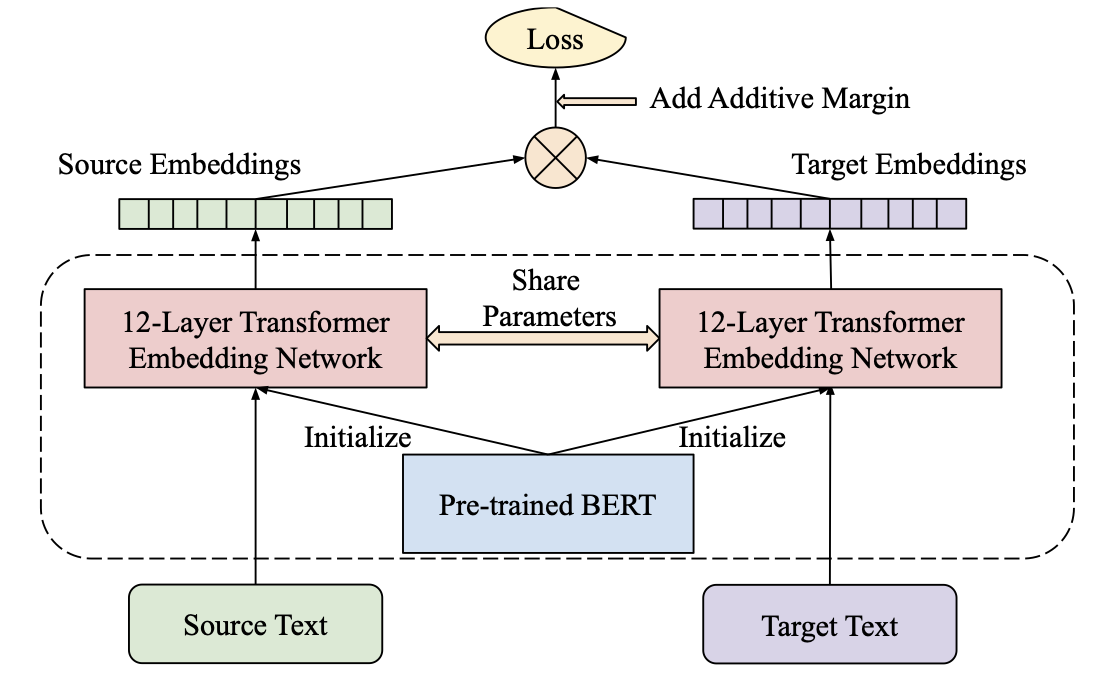 Loss
Add Additive Margin
Source Embeddings
Target Embeddings
Share
Parameters
12-Layer Transformer
Embedding Network
12-Layer Transformer
Embedding Network
Initialize
Initialize
Pre-trained BERT
Source Text
Target Text